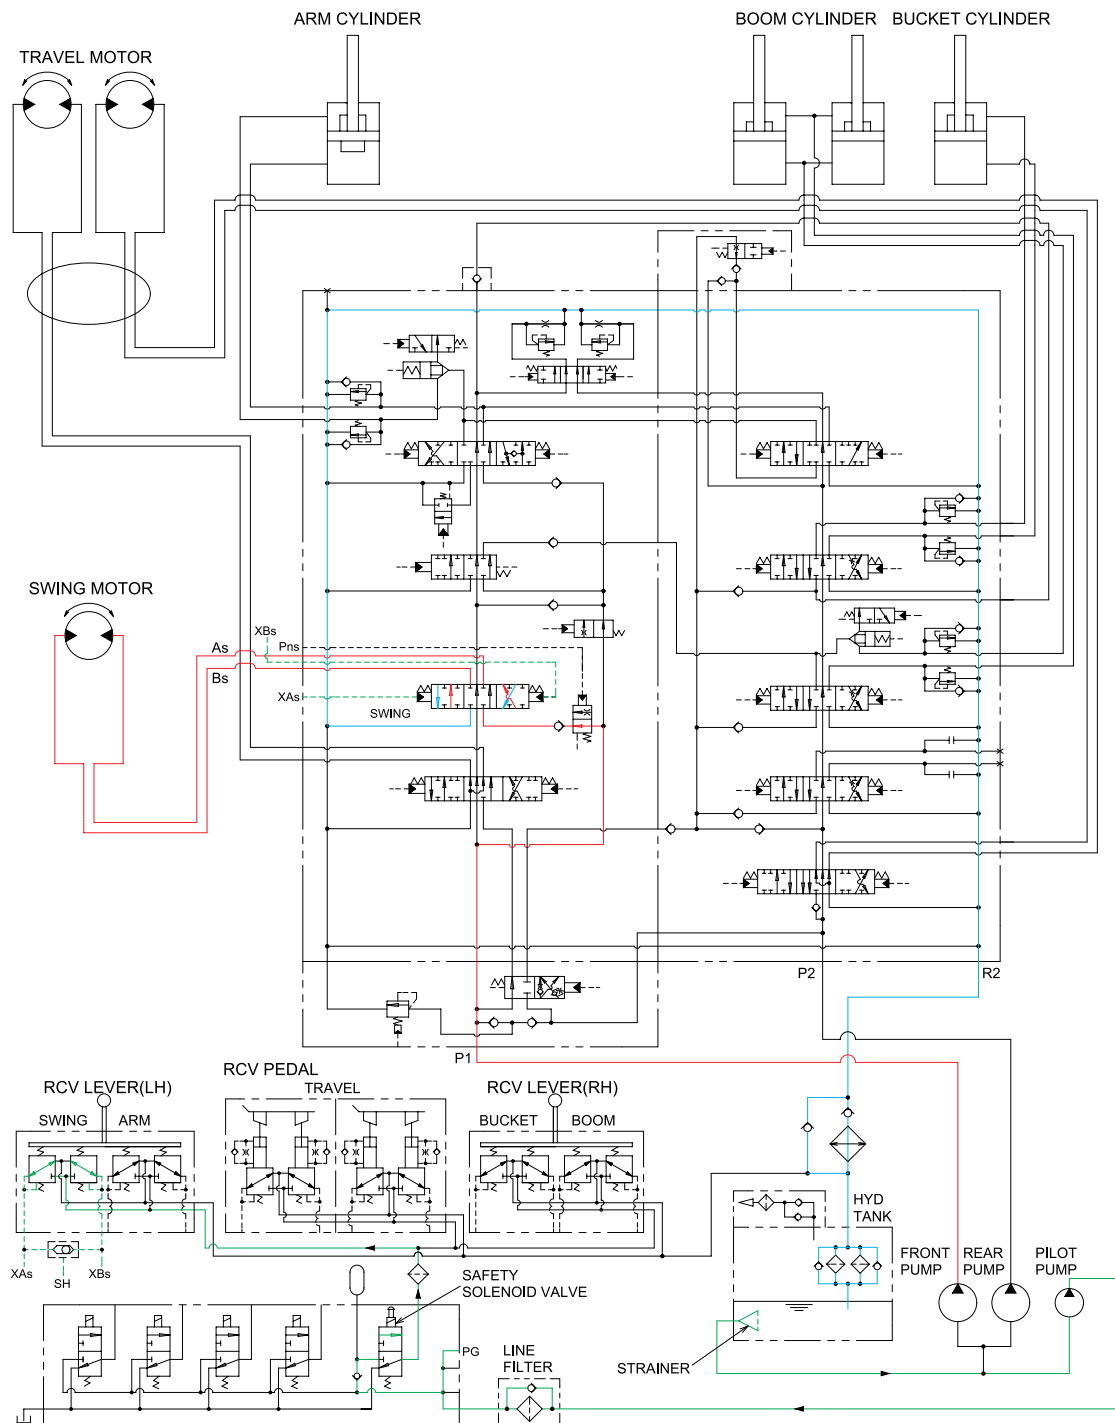 ARM CYLINDER
BOOM CYLINDER
BUCKET CYLINDER
TRAVEL MOTOR
SWING MOTOR
XBs
Pns
As
Bs
XAs
SWING
P2
R2
P1
RCV LEVER(LH)
SWING
ARM
RCV PEDAL
TRAVEL
RCV LEVER(RH)
BUCKET
BOOM
HYD
TANK
FRONT
PUMP
REAR
PUMP
PILOT
PUMP
XAs
SH
XBs
SAFETY
SOLENOID VALVE
PG
LINE
FILTER
STRAINER